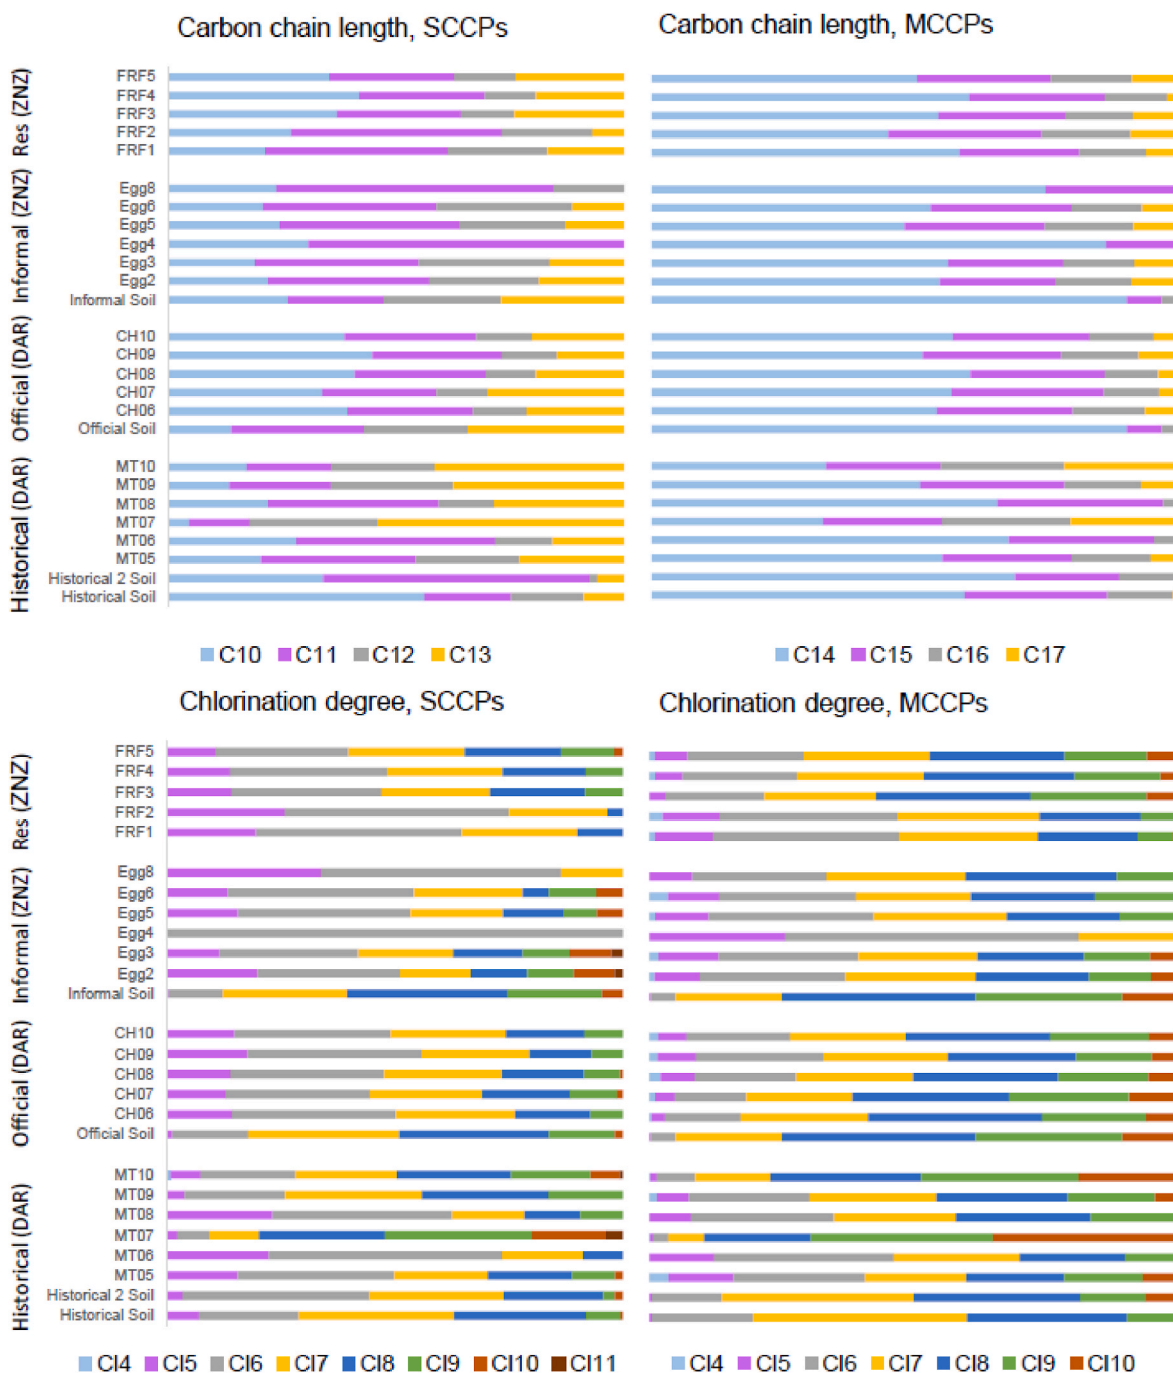 Carbon chain length, SCCPs
Carbon chain length, MCCPs
Res (ZNZ)
FRF5
FRF4
FRF3
FRF2
FRF1
Informal (ZNZ)
Egg8
Egg6
Egg5
Egg4
Egg3
Egg2
Informal Soil
Official (DAR)
CH10
CH09
CH08
CH07
CH06
Official Soil
Historical (DAR)
MT10
MT09
MT08
MT07
MT06
MT05
Historical 2 Soil
Historical Soil
C10 C11 C12 C13
C14 C15 C16 C17
Chlorination degree, SCCPs
Chlorination degree, MCCPs
Res (ZNZ)
FRF5
FRF4
FRF3
FRF2
FRF1
Informal (ZNZ)
Egg8
Egg6
Egg5
Egg4
Egg3
Egg2
Informal Soil
Official (DAR)
CH10
CH09
CH08
CH07
CH06
Official Soil
Historical (DAR)
MT10
MT09
MT08
MT07
MT06
MT05
Historical 2 Soil
Historical Soil
Cl4 Cl5 Cl6 Cl7 Cl8 Cl9 Cl10 Cl11
Cl4 Cl5 Cl6 Cl7 Cl8 Cl9 Cl10